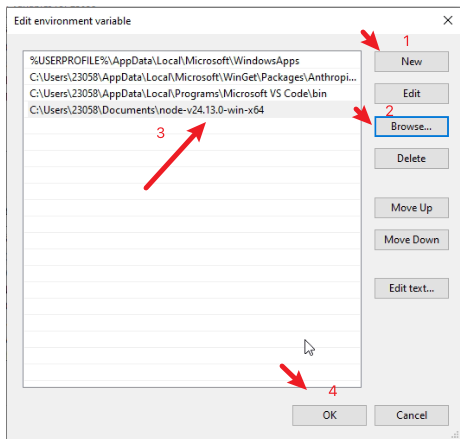 Edit environment variable
1
%USERPROFILE%\AppData\Local\Microsoft\WindowsApps
New
C:\Users\23058\AppData\Local\Microsoft\WinGet\Packages\Anthropi...
C:\Users\23058\AppData\Local\Programs\Microsoft VS Code\bin
Edit
C:\Users\23058\Documents\node-v24.13.0-win-x64
2
Browse...
3
Delete
Move Up
Move Down
Edit text...
4
OK
Cancel